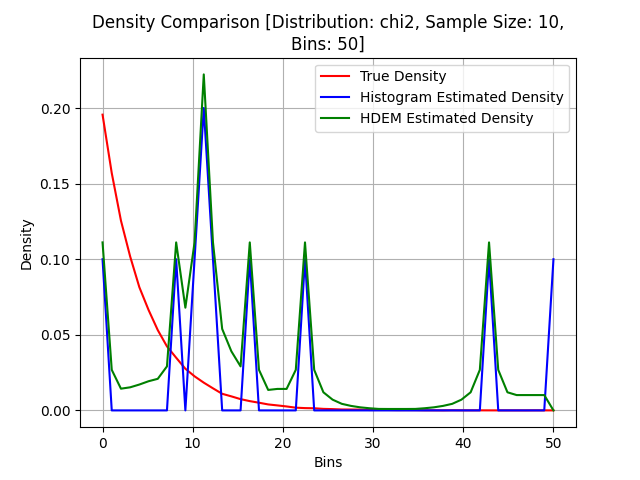 Density Comparison [Distribution: chi2, Sample Size: 10,
Bins: 50]
True Density
Histogram Estimated Density
HDEM Estimated Density
Density
0.20
0.15
0.10
0.05
0.00
0 10 20 30 40 50
Bins